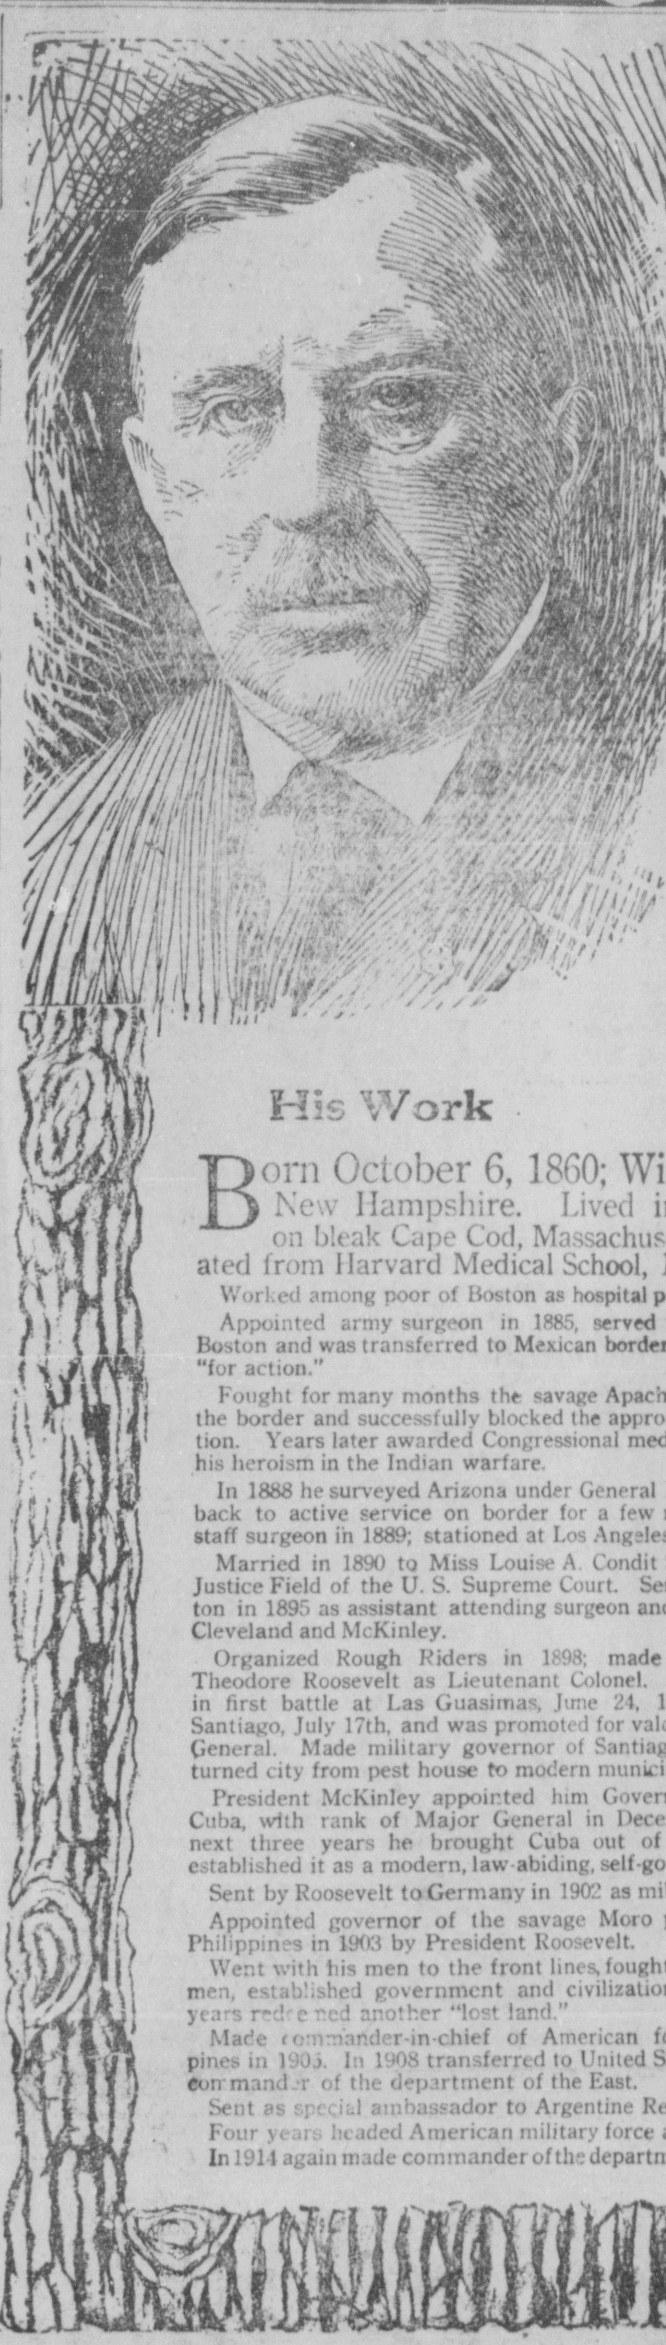 His Work
Born October 6, 1860; Wi
New Hampshire. Lived i
on bleak Cape Cod, Massachus
ated from Harvard Medical School,
Worked among poor of Boston as hospital p
Appointed army surgeon in 1885, served
Boston and was transferred to Mexican border
"for action."
Fought for many months the savage Apach
the border and successfully blocked the appro
tion. Years later awarded Congressional med
his heroism in the Indian warfare.
In 1888 he surveyed Arizona under General
back to active service on border for a few
staff surgeon in 1889; stationed at Los Angeles
Married in 1890 to Miss Louise A. Condit
Justice Field of the U. S. Supreme Court. Se
ton in 1895 as assistant attending surgeon and
Cleveland and McKinley.
Organized Rough Riders in 1898; made
Theodore Roosevelt as Lieutenant Colonel.
in first battle at Las Guasimas, June 24, 1
Santiago, July 17th, and was promoted for valo
General. Made military governor of Santiag
turned city from pest house to modern munici
President McKinley appointed him Govern
Cuba, with rank of Major General in Dece
next three years he brought Cuba out of
established it as a modern, law-abiding, self-go
Sent by Roosevelt to Germany in 1902 as mil
Appointed governor of the savage Moro
Philippines in 1903 by President Roosevelt.
Went with his men to the front lines, fought
men, established government and civilization
years redeemed another "lost land."
Made commander-in-chief of American fo
pines in 1905. In 1908 transferred to United S
commander of the department of the East.
Sent as special ambassador to Argentine Re
Four years headed American military force a
In 1914 again made commander of the departm